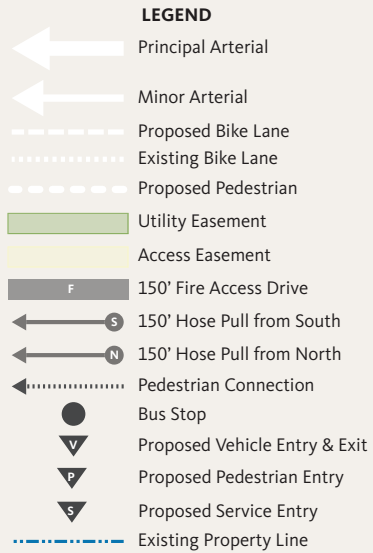 LEGEND
Principal Arterial
Minor Arterial
Proposed Bike Lane
Existing Bike Lane
Proposed Pedestrian
Utility Easement
Access Easement
F 150’ Fire Access Drive
S 150’ Hose Pull from South
N 150’ Hose Pull from North
Pedestrian Connection
Bus Stop
V Proposed Vehicle Entry & Exit
P Proposed Pedestrian Entry
S Proposed Service Entry
Existing Property Line